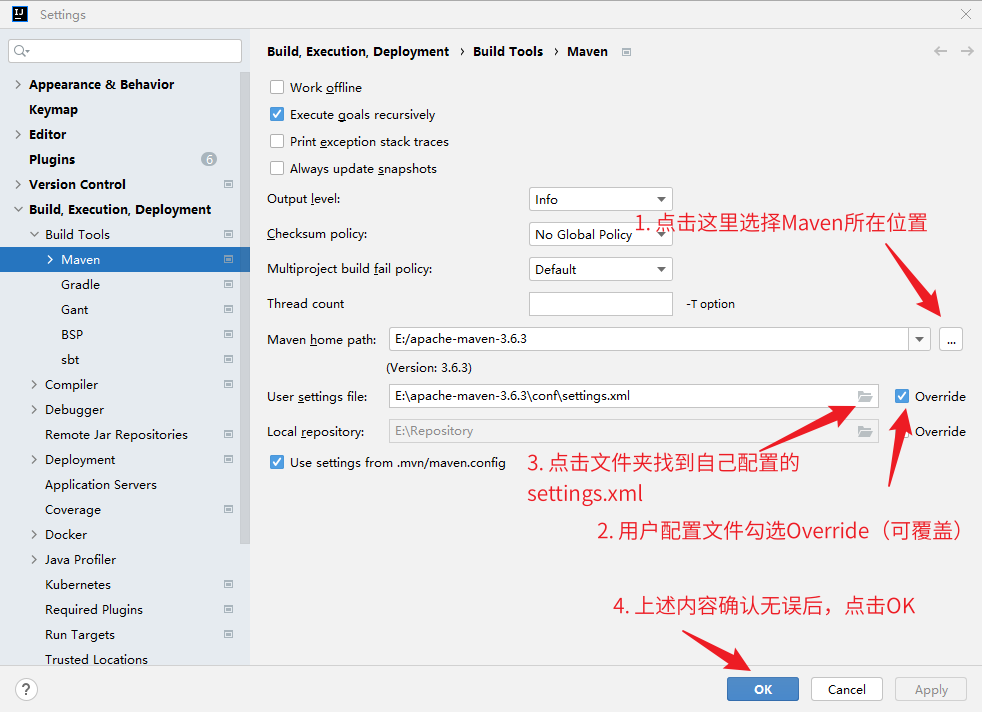 Settings
Build, Execution, Deployment › Build Tools › Maven
Appearance & Behavior
Keymap
Editor
Plugins 6
Version Control
Build, Execution, Deployment
Build Tools
Maven
Gradle
Gant
BSP
sbt
Compiler
Debugger
Remote Jar Repositories
Deployment
Application Servers
Coverage
Docker
Java Profiler
Kubernetes
Required Plugins
Run Targets
Trusted Locations
Work offline
Execute goals recursively
Print exception stack traces
Always update snapshots
Output level: Info
1. 点击这里选择Maven所在位置
Checksum policy: No Global Policy
Multiproject build fail policy: Default
Thread count -T option
Maven home path: E:/apache-maven-3.6.3 ...
(Version: 3.6.3)
User settings file: E:\apache-maven-3.6.3\conf\settings.xml Override
Local repository: E:\Repository Override
Use settings from .mvn/maven.config
3. 点击文件夹找到自己配置的
settings.xml
2. 用户配置文件勾选Override（可覆盖）
4. 上述内容确认无误后，点击OK
? OK Cancel Apply